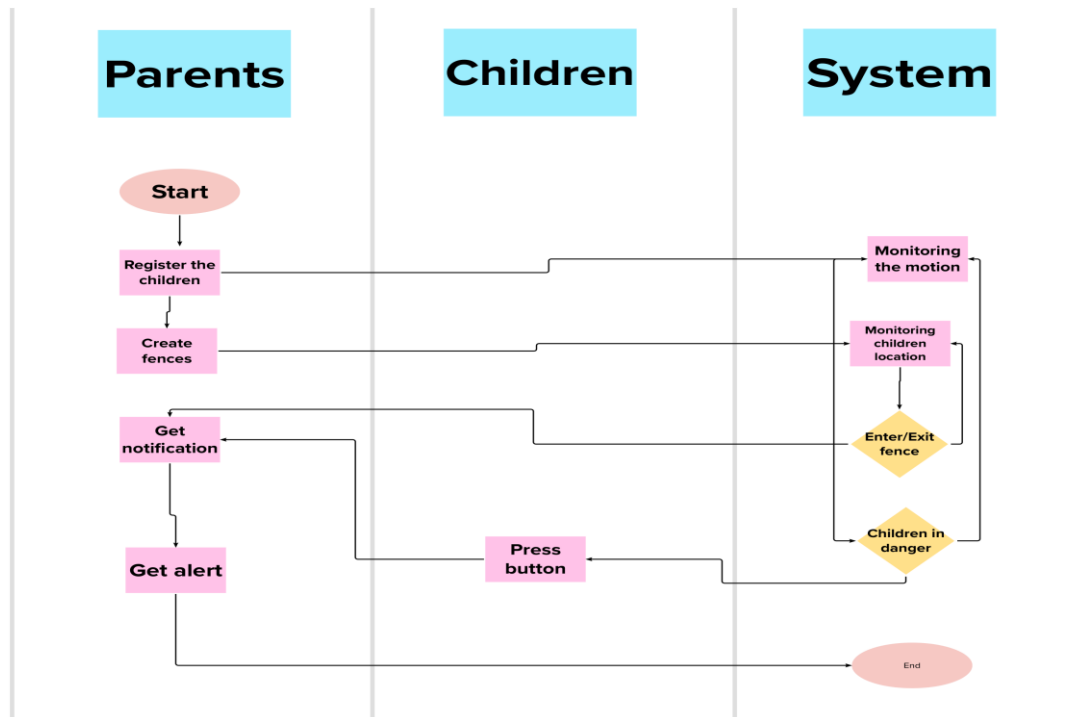 Parents
Children
System
Start
Register the
children
Monitoring
the motion
Create
fences
Monitoring
children
location
Get
notification
Enter/Exit
fence
Get alert
Press
button
Children in
danger
End